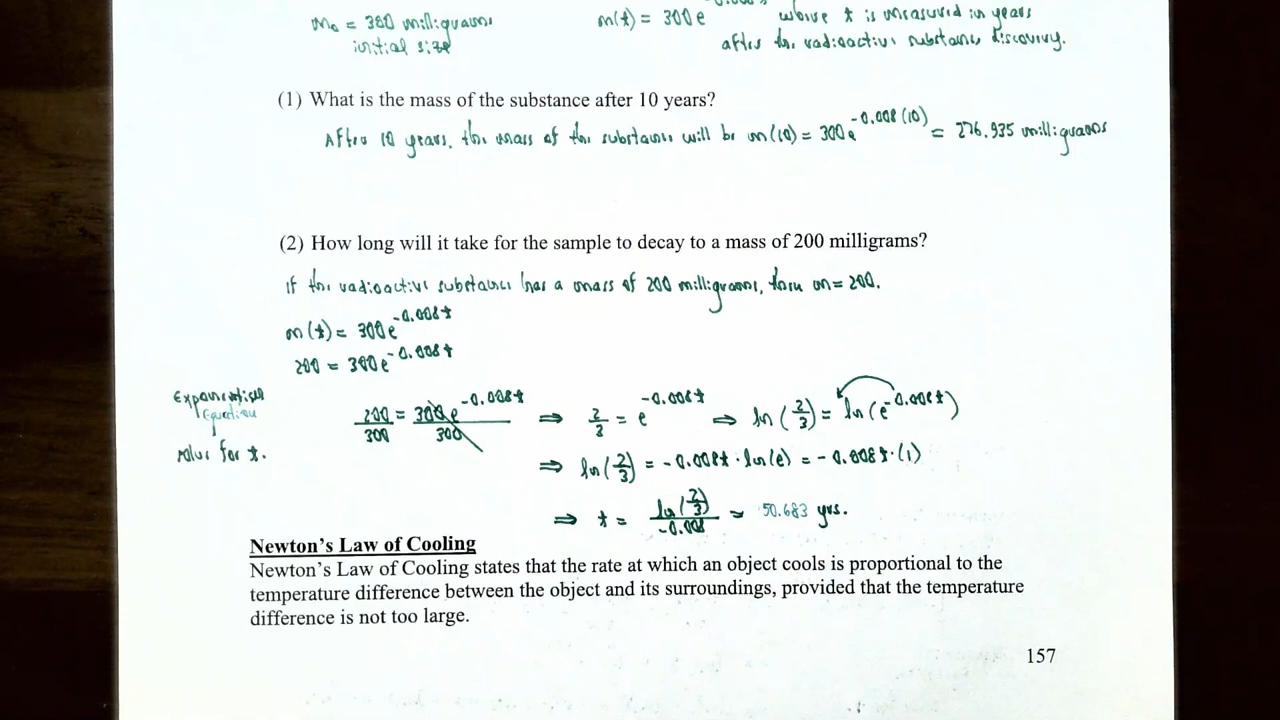 m₀ = 300 milligrams m(t) = 300e where t is measured in years
initial size after the radioactive substance discovery.
(1) What is the mass of the substance after 10 years?
After 10 years, the mass of the substance will be m(10) = 300e^-0.008(10) = 276.935 milligrams
(2) How long will it take for the sample to decay to a mass of 200 milligrams?
If the radioactive substance has a mass of 200 milligrams, then m = 200.
m(t) = 300e^-0.008t
200 = 300e^-0.008t
Exponential
Equation
solve for t.
200/300 = 300e^-0.008t/300 ⇒ 2/3 = e^-0.008t ⇒ ln(2/3) = ln(e^-0.008t)
⇒ ln(2/3) = -0.008t · ln(e) = -0.008t · (1)
⇒ t = ln(2/3)/-0.008 ≈ 50.683 yrs.
Newton's Law of Cooling
Newton's Law of Cooling states that the rate at which an object cools is proportional to the
temperature difference between the object and its surroundings, provided that the temperature
difference is not too large.
157